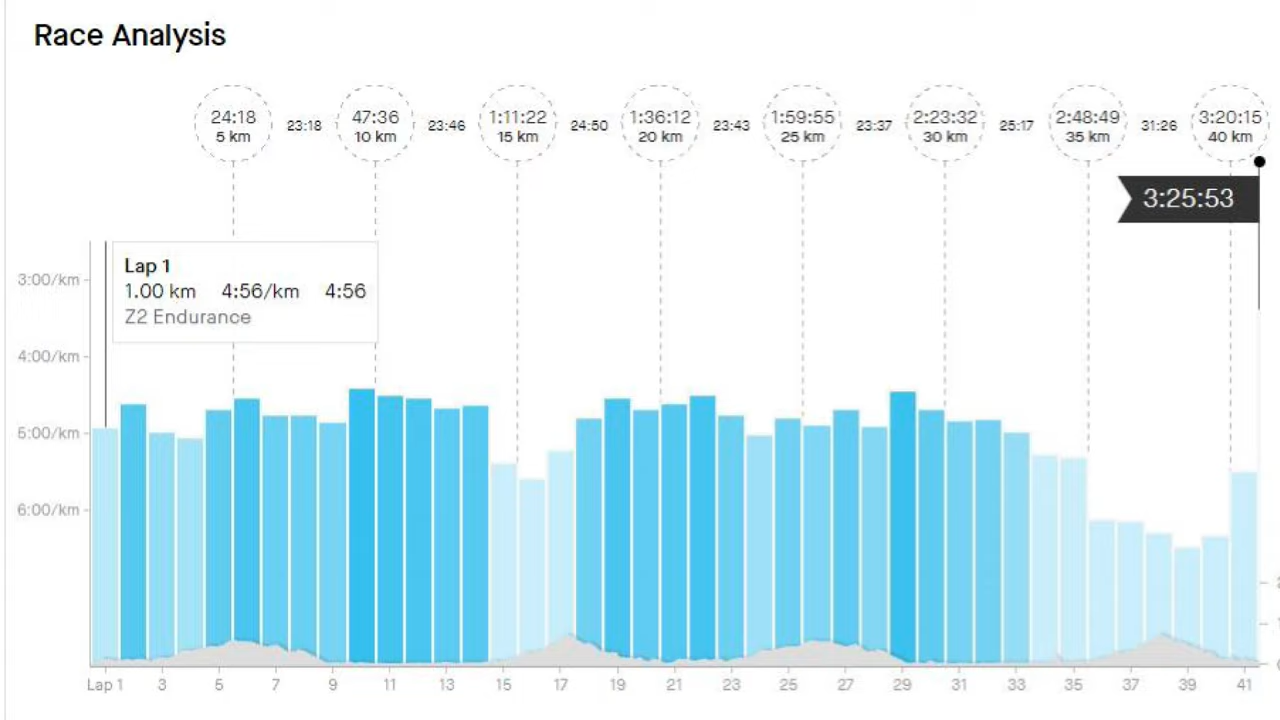 Race Analysis
24:18 23:18 47:36 23:46 1:11:22 24:50 1:36:12 23:43 1:59:55 23:37 2:23:32 25:17 2:48:49 31:26 3:20:15
5 km 10 km 15 km 20 km 25 km 30 km 35 km 40 km
3:25:53
Lap 1
3:00/km
1.00 km 4:56/km 4:56
Z2 Endurance
4:00/km
5:00/km
6:00/km
Lap 1 3 5 7 9 11 13 15 17 19 21 23 25 27 29 31 33 35 37 39 41